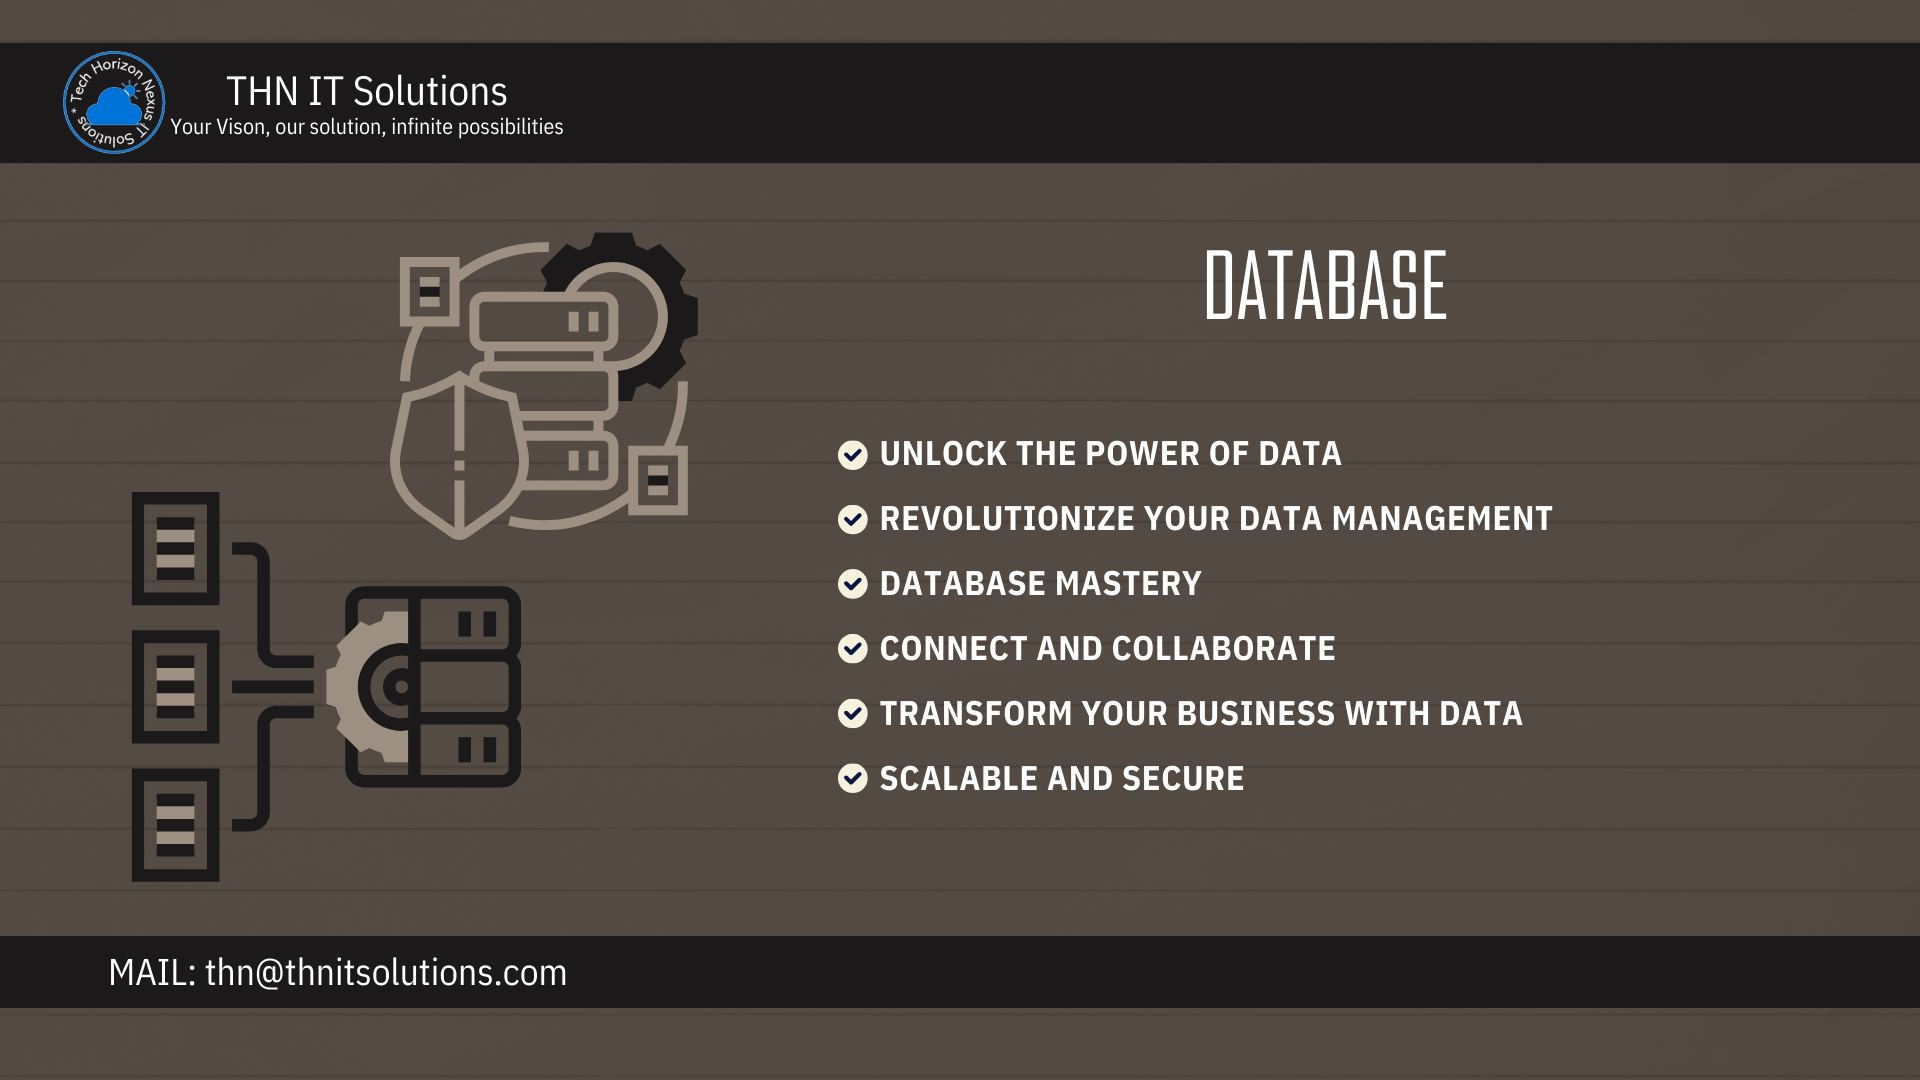 * Tech Horizon Nexus IT Solutions
THN IT Solutions
Your Vison, our solution, infinite possibilities
DATABASE
UNLOCK THE POWER OF DATA
REVOLUTIONIZE YOUR DATA MANAGEMENT
DATABASE MASTERY
CONNECT AND COLLABORATE
TRANSFORM YOUR BUSINESS WITH DATA
SCALABLE AND SECURE
MAIL: thn@thnitsolutions.com